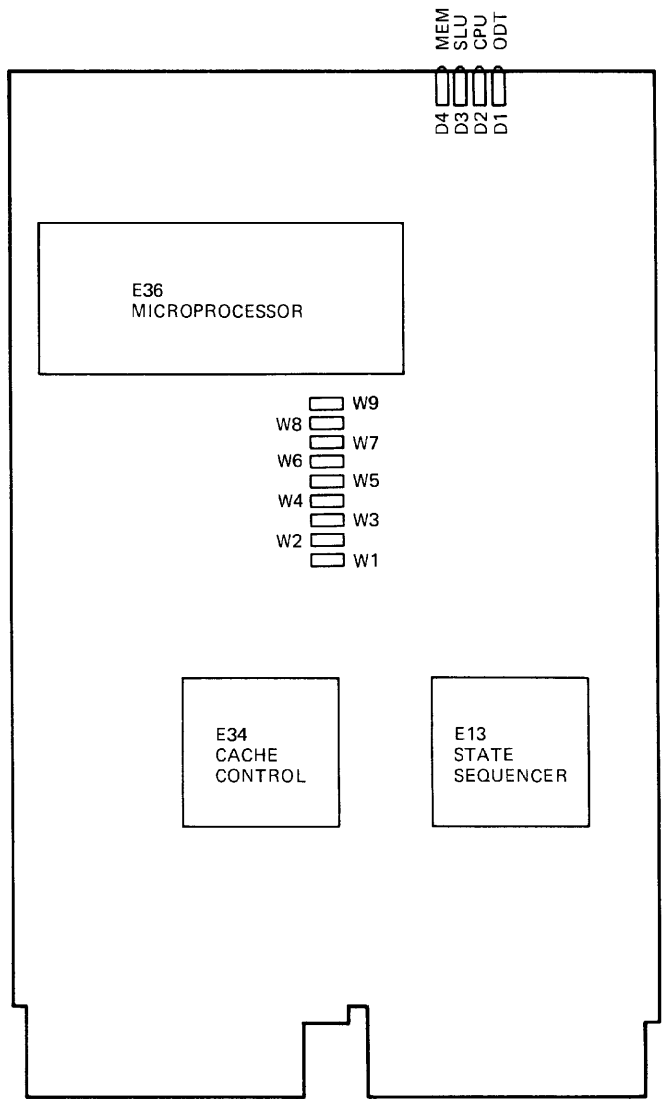 MEM
SLU
CPU
ODT
D4
D3
D2
D1
E36
MICROPROCESSOR
W9
W8
W7
W6
W5
W4
W3
W2
W1
E34
CACHE
CONTROL
E13
STATE
SEQUENCER